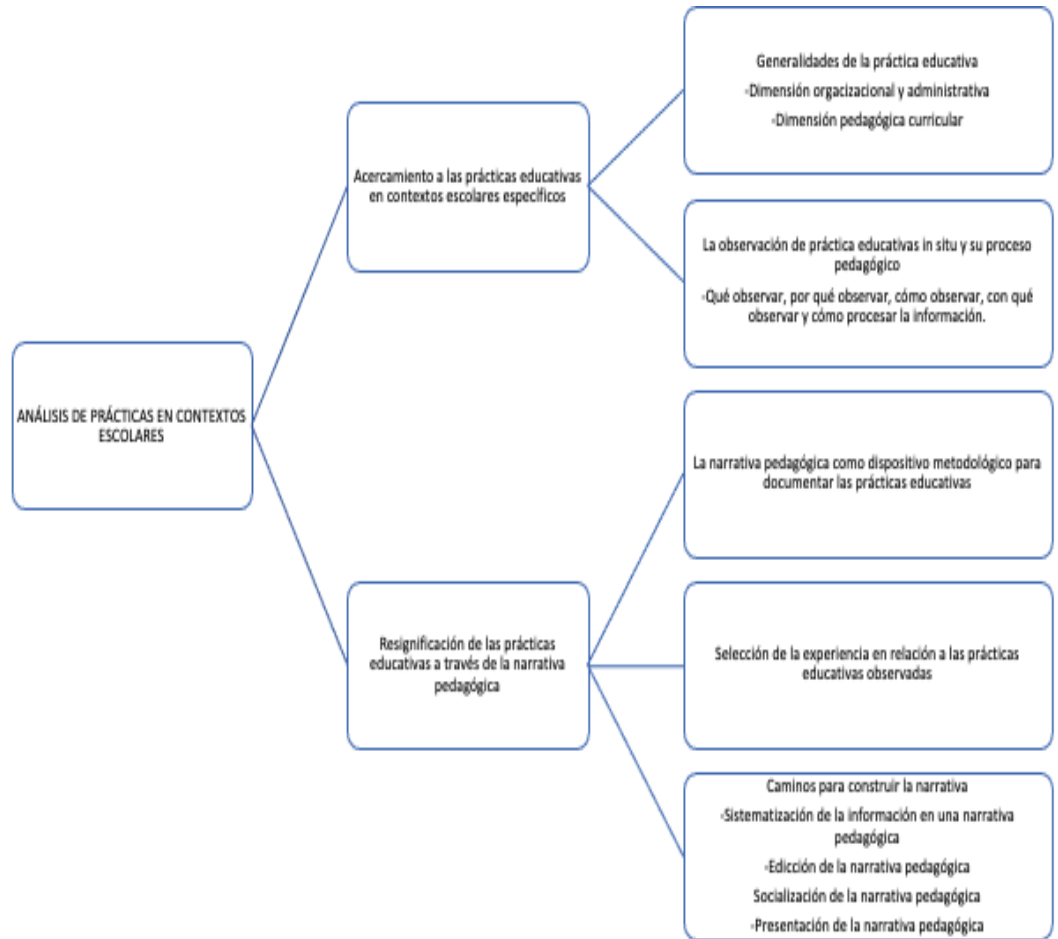 Generalidades de la práctica educativa
-Dimensión orgacizacional y administrativa
-Dimensión pedagógica curricular
Acercamiento a las prácticas educativas
en contextos escolares específicos
La observación de práctica educativas in situ y su proceso
pedagógico
-Qué observar, por qué observar, cómo observar, con qué
observar y cómo procesar la información.
ANÁLISIS DE PRÁCTICAS EN CONTEXTOS
ESCOLARES
La narrativa pedagógica como dispositivo metodológico para
documentar las prácticas educativas
Resignificación de las prácticas
educativas a través de la narrativa
pedagógica
Selección de la experiencia en relación a las prácticas
educativas observadas
Caminos para construir la narrativa
-Sistematización de la información en una narrativa
pedagógica
-Edicción de la narrativa pedagógica
Socialización de la narrativa pedagógica
-Presentación de la narrativa pedagógica